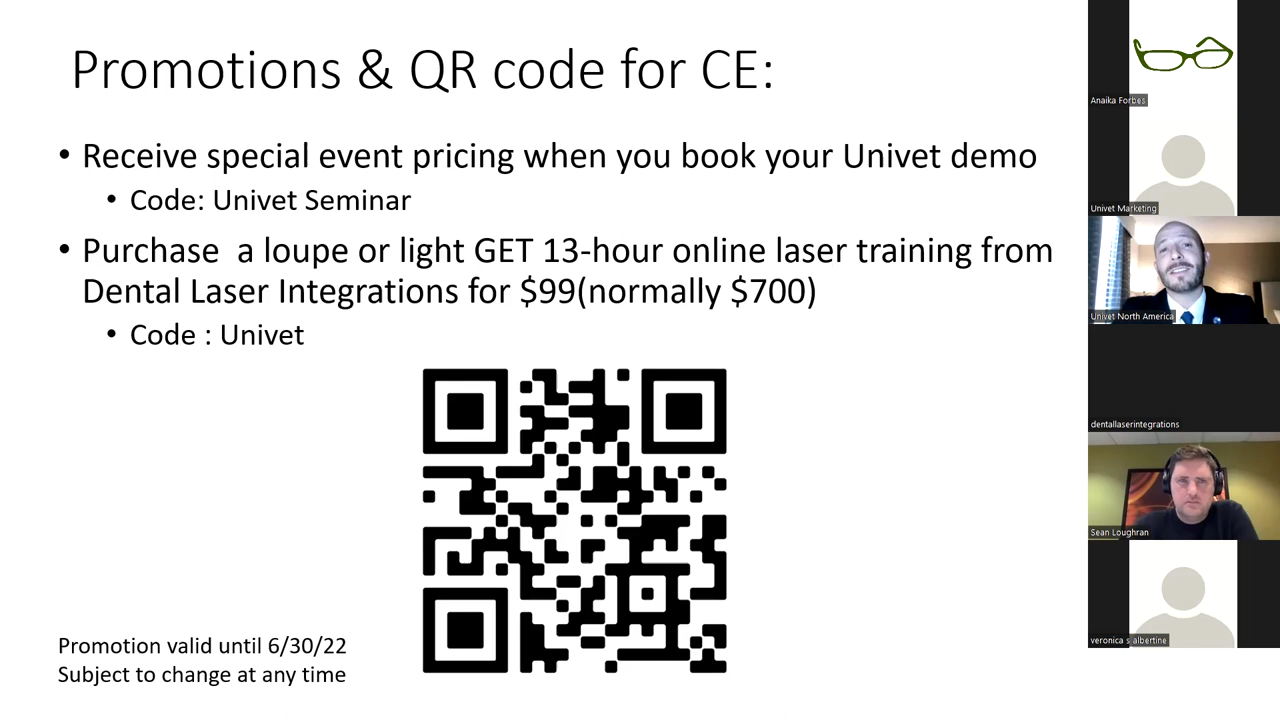 Promotions & QR code for CE:
• Receive special event pricing when you book your Univet demo
• Code: Univet Seminar
• Purchase  a loupe or light GET 13-hour online laser training from
Dental Laser Integrations for $99(normally $700)
• Code : Univet
Promotion valid until 6/30/22
Subject to change at any time
Anaika Forbes
Univet Marketing
Univet North America
dentallaserintegrations
Sean Loughran
veronica s albertine